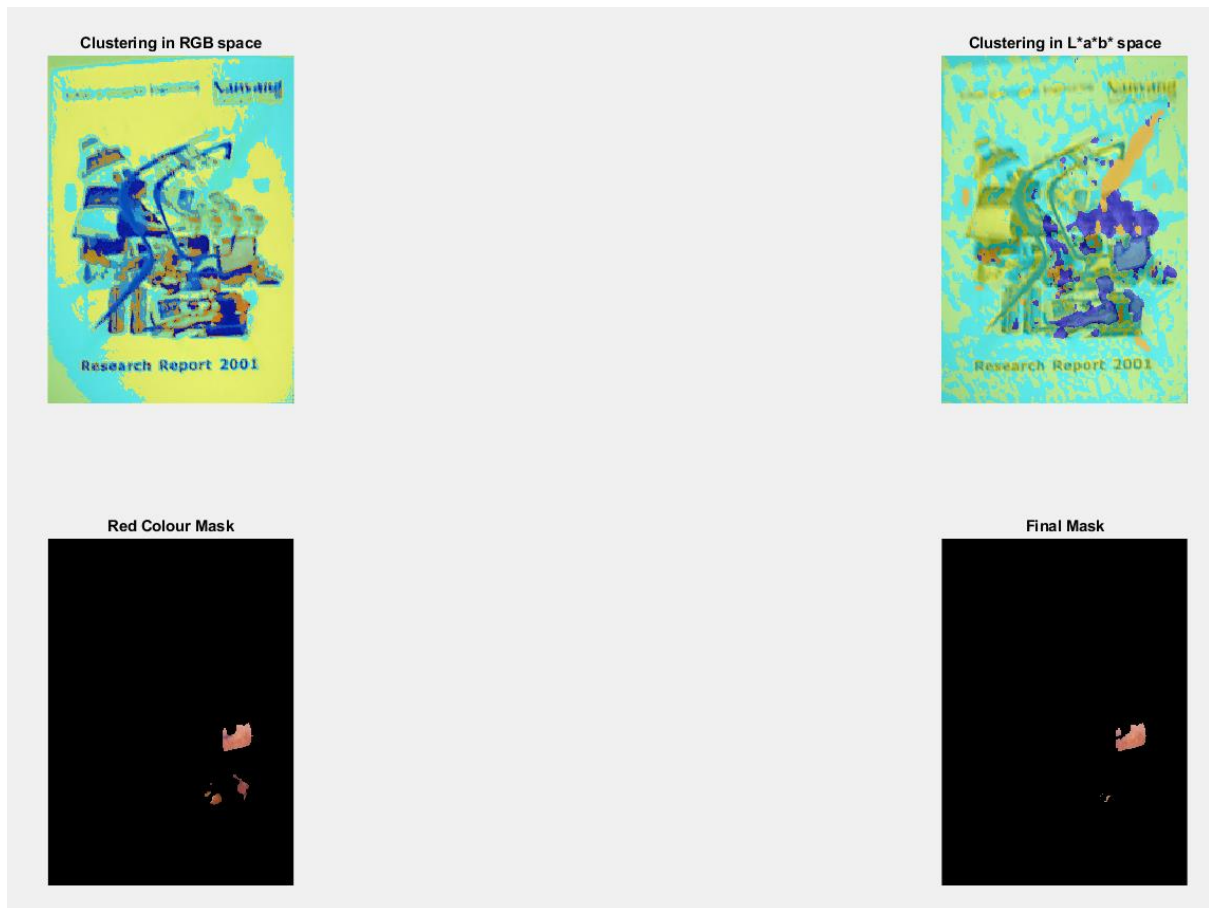 Clustering in RGB space
Clustering in L*a*b* space
Nanyang
Nanyang
Research Report 2001
Research Report 2001
Red Colour Mask
Final Mask